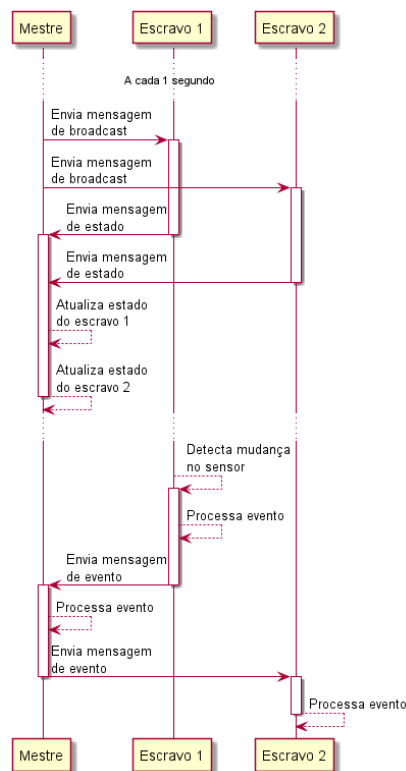 Mestre
Escravo 1
Escravo 2
A cada 1 segundo
Envia mensagem
de broadcast
Envia mensagem
de broadcast
Envia mensagem
de estado
Envia mensagem
de estado
Atualiza estado
do escravo 1
Atualiza estado
do escravo 2
Detecta mudança
no sensor
Processa evento
Envia mensagem
de evento
Processa evento
Envia mensagem
de evento
Processa evento
Mestre
Escravo 1
Escravo 2